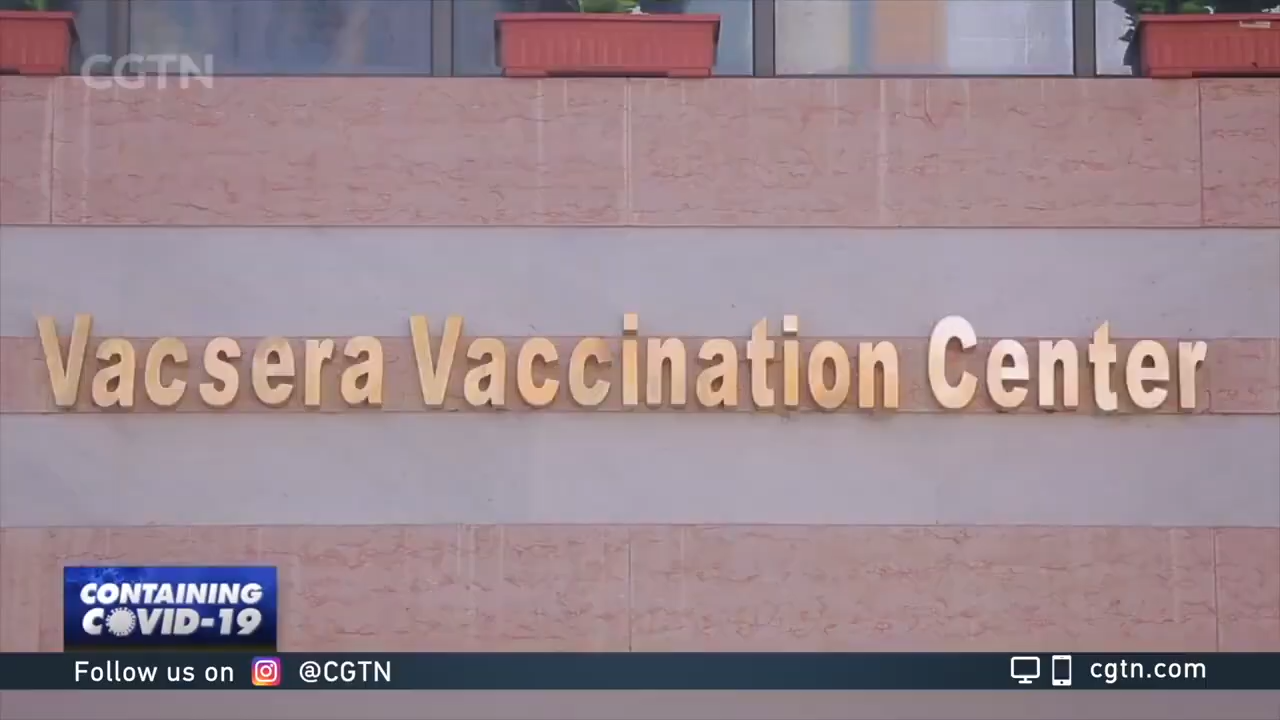 CGTN
Vacsera Vaccination Center
CONTAINING
COVID-19
Follow us on @CGTN
cgtn.com